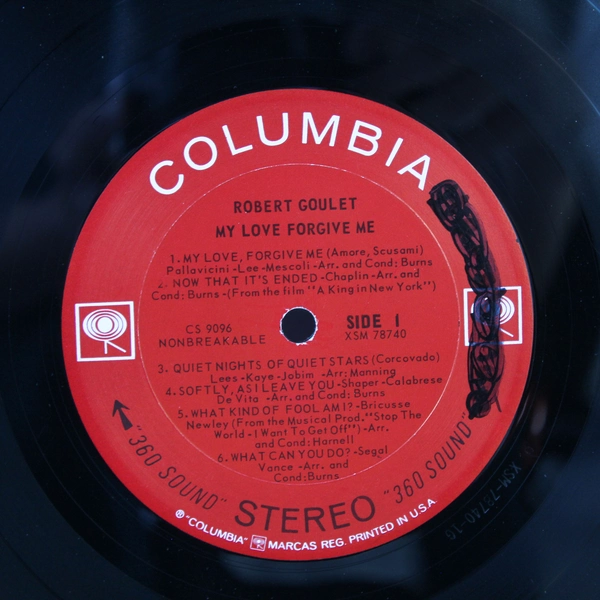 COLUMBIA
ROBERT GOULET
MY LOVE FORGIVE ME
1. MY LOVE, FORGIVE ME (Amore, Scusami)
Pallavicini -Lee - Mescoli -Arr. and Cond: Burns
2. NOW THAT IT'S ENDED -Chaplin -Arr. and
Cond: Burns -(From the film "A King in New York")
CS 9096
NONBREAKABLE
SIDE 1
XSM 78740
3. QUIET NIGHTS OF QUIET STARS (Corcovado)
Lees -Kaye -Jobim -Arr: Manning
4. SOFTLY, AS I LEAVE YOU -Shaper -Calabrese
De Vita -Arr. and Cond: Burns
5. WHAT KIND OF FOOL AM I? -Bricusse
Newley (From the Musical Prod."Stop The
World -I Want To Get Off") -Arr.
and Cond: Harnell
6. WHAT CAN YOU DO? -Segal
Vance -Arr. and
Cond: Burns
"360 SOUND" STEREO "360 SOUND"
® "COLUMBIA" MARCAS REG. PRINTED IN U.S.A.